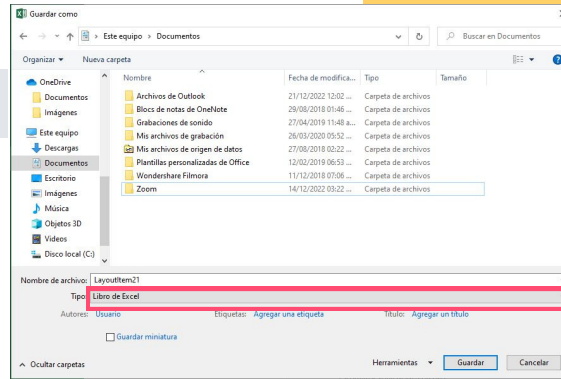 Guardar como
Este equipo > Documentos
Buscar en Documentos
Organizar Nueva carpeta
Nombre Fecha de modifica... Tipo Tamaño
OneDrive
Documentos
Imágenes
Este equipo
Descargas
Documentos
Escritorio
Imágenes
Música
Objetos 3D
Videos
Disco local (C:)
Archivos de Outlook 21/12/2022 12:02 ... Carpeta de archivos
Blocs de notas de OneNote 29/08/2018 01:46 ... Carpeta de archivos
Grabaciones de sonido 27/04/2019 11:48 a... Carpeta de archivos
Mis archivos de grabación 26/03/2020 05:52 ... Carpeta de archivos
Mis archivos de origen de datos 27/08/2018 02:22 ... Carpeta de archivos
Plantillas personalizadas de Office 12/02/2019 06:53 ... Carpeta de archivos
Wondershare Filmora 11/12/2018 07:06 ... Carpeta de archivos
Zoom 14/12/2022 03:22 ... Carpeta de archivos
Nombre de archivo: LayoutItem21
Tipo: Libro de Excel
Autores: Usuario Etiquetas: Agregar una etiqueta Título: Agregar un título
Guardar miniatura
Ocultar carpetas Herramientas Guardar Cancelar